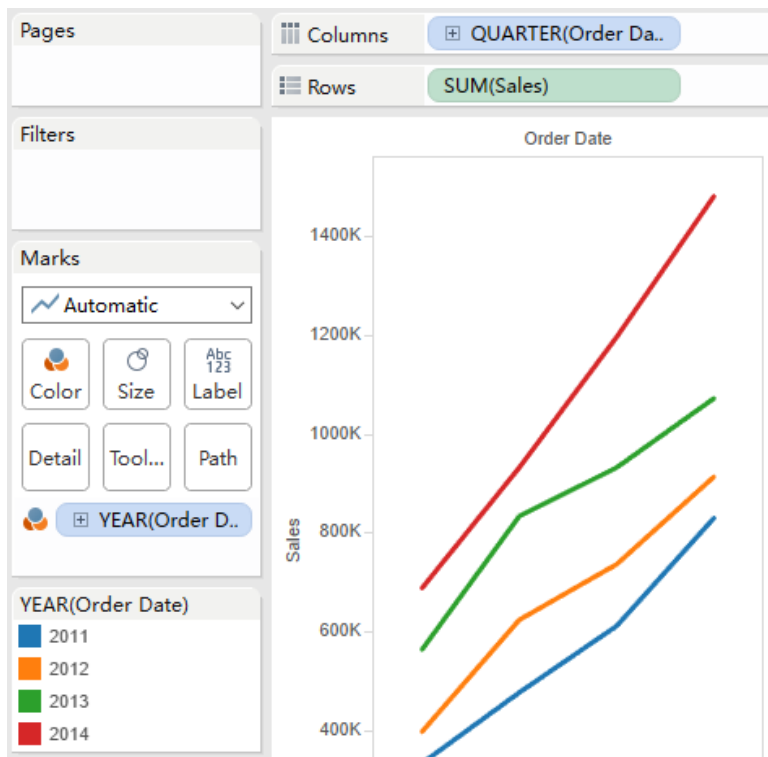 Pages
Columns
QUARTER(Order Da..
Rows
SUM(Sales)
Filters
Marks
Automatic
Color
Size
Abc
123
Label
Detail
Tool...
Path
YEAR(Order D..
YEAR(Order Date)
2011
2012
2013
2014
Order Date
1400K
1200K
1000K
800K
600K
400K
Sales